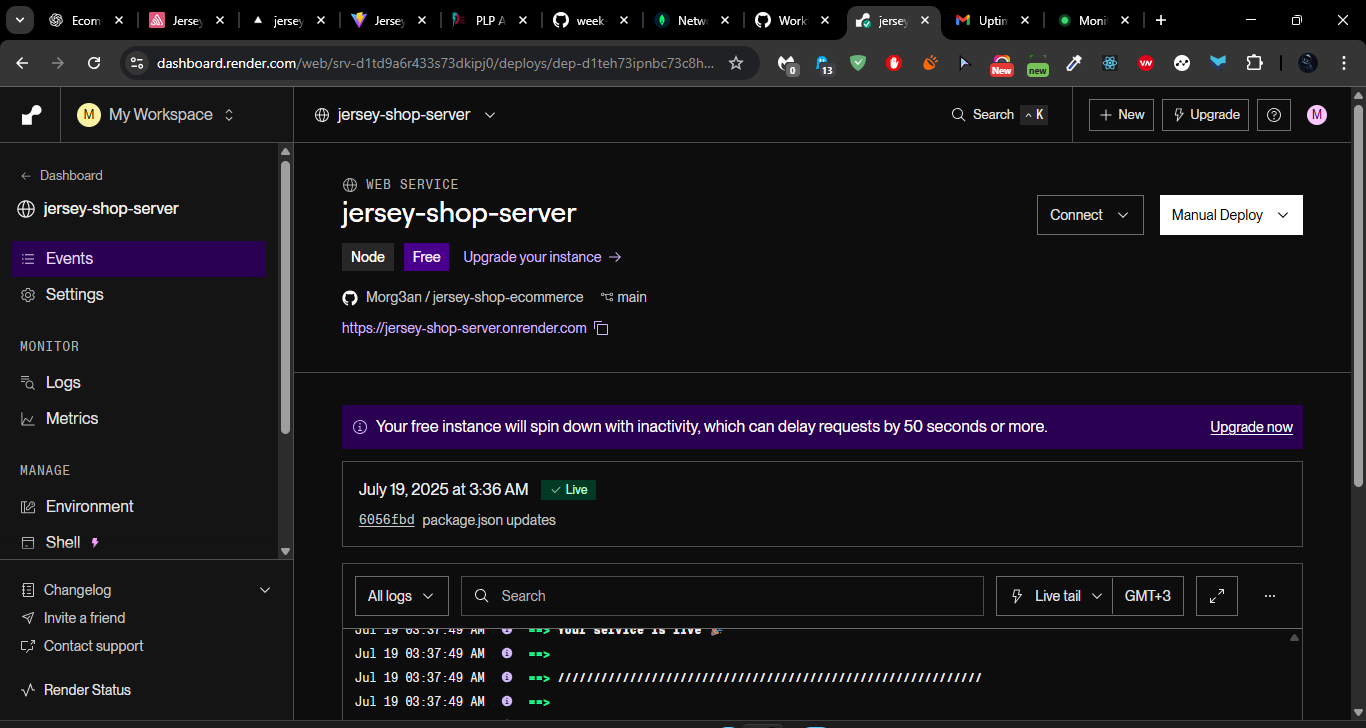 Ecom
Jersey
jersey
Jersey
PLP A
week-
Netw
Work
jersey
Uptim
Moni
dashboard.render.com/web/srv-d1td9a6r433s73dkipj0/deploys/dep-d1teh73ipnbc73c8h...
0
13
New
new
M My Workspace
jersey-shop-server
Search
K
+ New
Upgrade
M
← Dashboard
jersey-shop-server
Events
Settings
MONITOR
Logs
Metrics
MANAGE
Environment
Shell
Changelog
Invite a friend
Contact support
Render Status
WEB SERVICE
jersey-shop-server
Connect
Manual Deploy
Node
Free
Upgrade your instance →
Morg3an / jersey-shop-ecommerce
main
https://jersey-shop-server.onrender.com
Your free instance will spin down with inactivity, which can delay requests by 50 seconds or more.
Upgrade now
July 19, 2025 at 3:36 AM
✓ Live
6056fbd package.json updates
All logs
Search
Live tail
GMT+3
...
Jul 19 03:37:49 AM ==> Your service is live 🎉
Jul 19 03:37:49 AM ==>
Jul 19 03:37:49 AM ==> ///////////////////////////////////////////////////////////
Jul 19 03:37:49 AM ==>